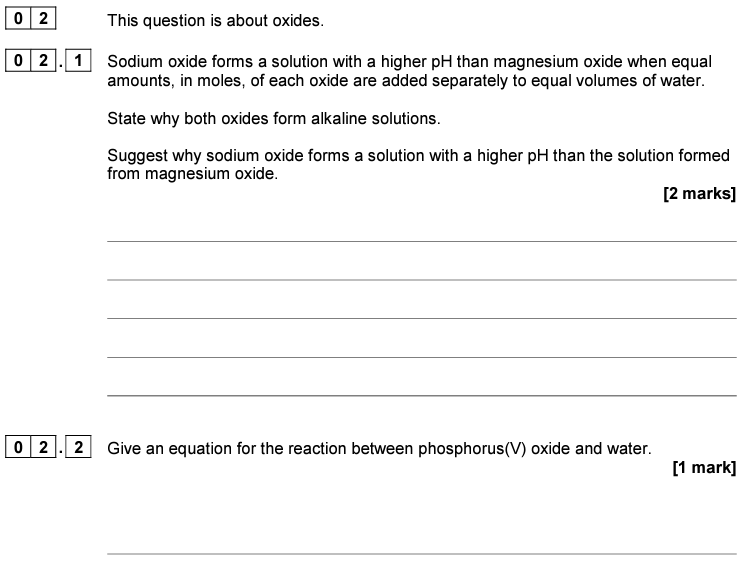 0 2 This question is about oxides.
0 2 . 1 Sodium oxide forms a solution with a higher pH than magnesium oxide when equal
amounts, in moles, of each oxide are added separately to equal volumes of water.
State why both oxides form alkaline solutions.
Suggest why sodium oxide forms a solution with a higher pH than the solution formed
from magnesium oxide.
[2 marks]
0 2 . 2 Give an equation for the reaction between phosphorus(V) oxide and water.
[1 mark]